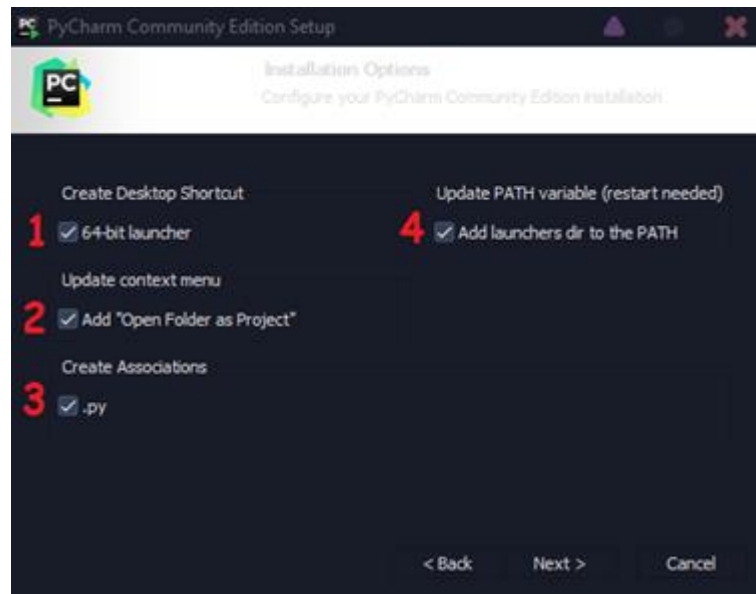 PyCharm Community Edition Setup
PC
Installation Options
Configure your PyCharm Community Edition installation
Create Desktop Shortcut
1 64-bit launcher
Update PATH variable (restart needed)
4 Add launchers dir to the PATH
Update context menu
2 Add "Open Folder as Project"
Create Associations
3 .py
< Back Next > Cancel